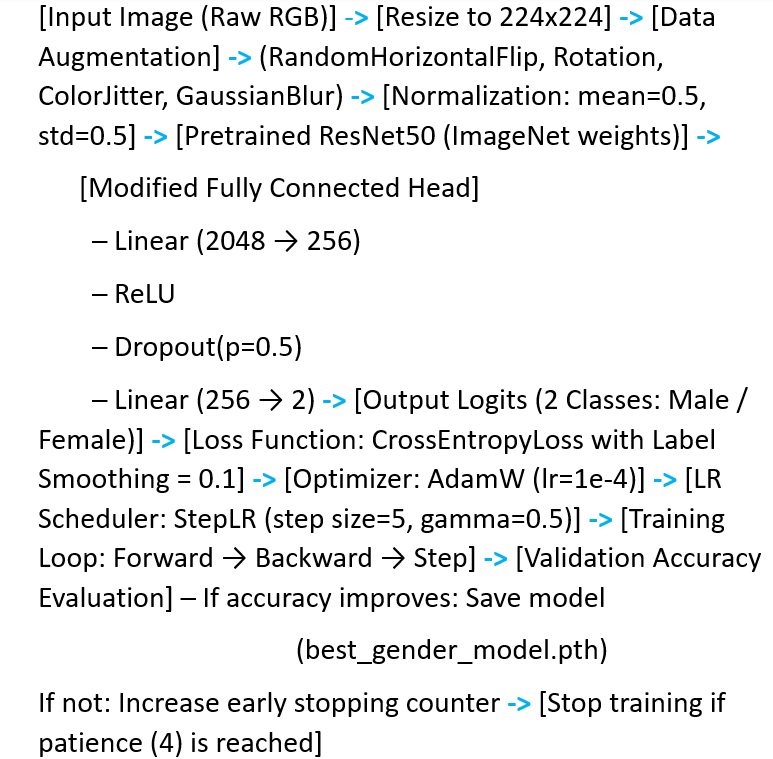 [Input Image (Raw RGB)] -> [Resize to 224x224] -> [Data
Augmentation] -> (RandomHorizontalFlip, Rotation,
ColorJitter, GaussianBlur) -> [Normalization: mean=0.5,
std=0.5] -> [Pretrained ResNet50 (ImageNet weights)] ->
[Modified Fully Connected Head]
– Linear (2048 → 256)
– ReLU
– Dropout(p=0.5)
– Linear (256 → 2) -> [Output Logits (2 Classes: Male /
Female)] -> [Loss Function: CrossEntropyLoss with Label
Smoothing = 0.1] -> [Optimizer: AdamW (lr=1e-4)] -> [LR
Scheduler: StepLR (step size=5, gamma=0.5)] -> [Training
Loop: Forward → Backward → Step] -> [Validation Accuracy
Evaluation] – If accuracy improves: Save model
(best_gender_model.pth)
If not: Increase early stopping counter -> [Stop training if
patience (4) is reached]